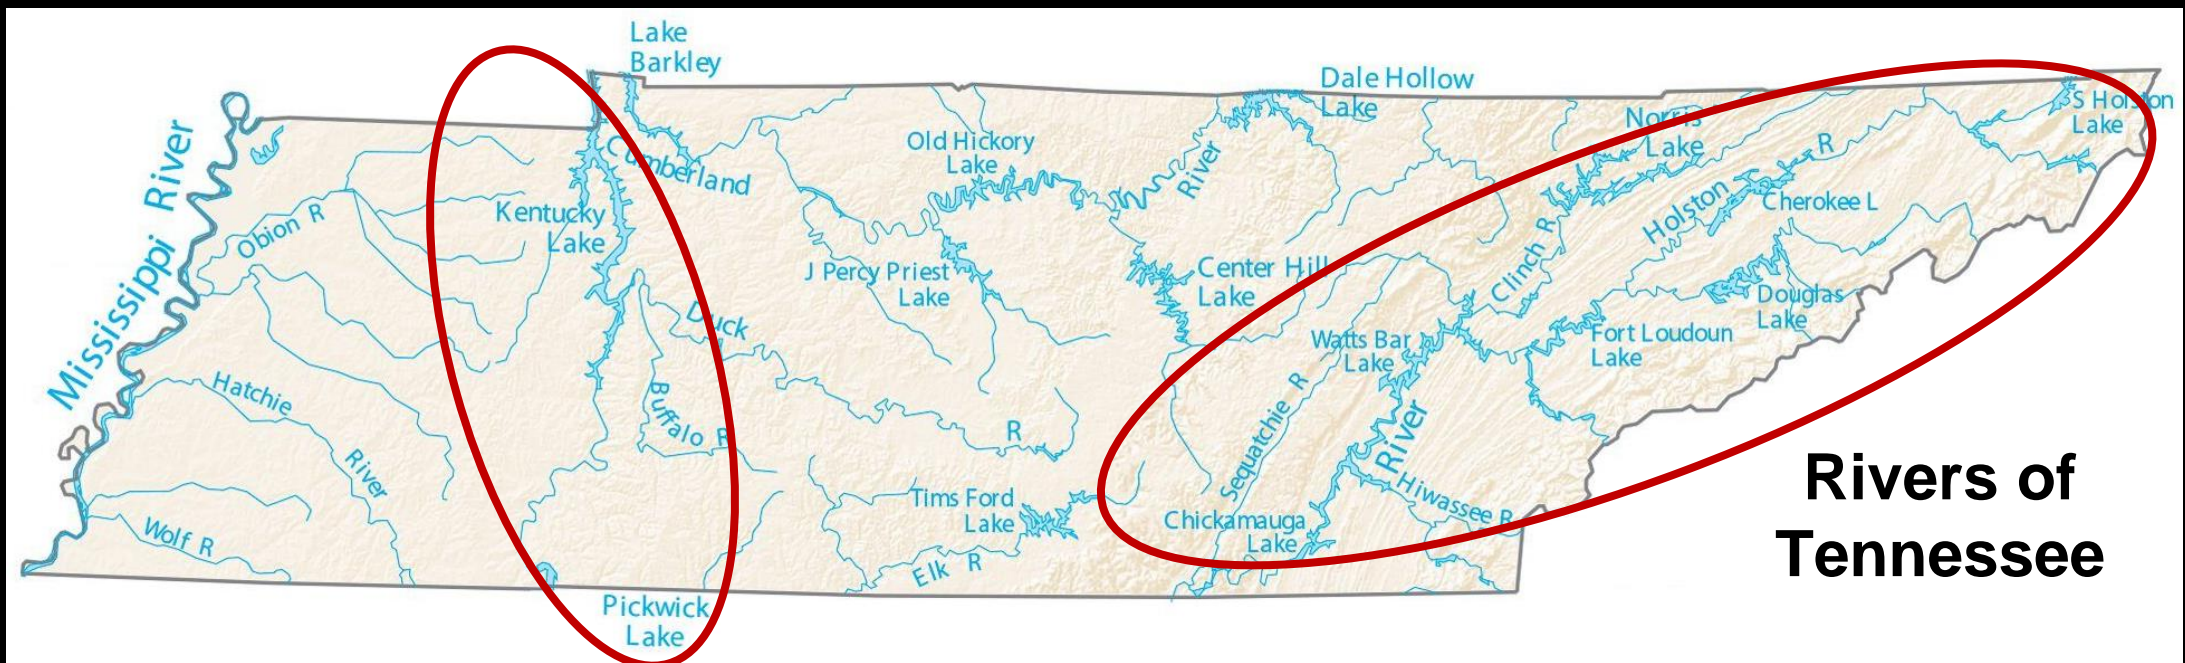 Lake
Barkley
Dale Hollow
Lake
S Holston
Lake
Norris
Lake
Mississippi River
Old Hickory
Lake
Cumberland
River
Holston R
Cherokee L
Kentucky
Lake
Obion R
Clinch R
J Percy Priest
Lake
Center Hill
Lake
Douglas
Lake
Duck
R
Watts Bar
Lake
Fort Loudoun
Lake
Hatchie
River
Buffalo R
Sequatchie R
River
Rivers of
Tennessee
Hiwassee R
Tims Ford
Lake
Chickamauga
Lake
Wolf R
Elk R
Pickwick
Lake